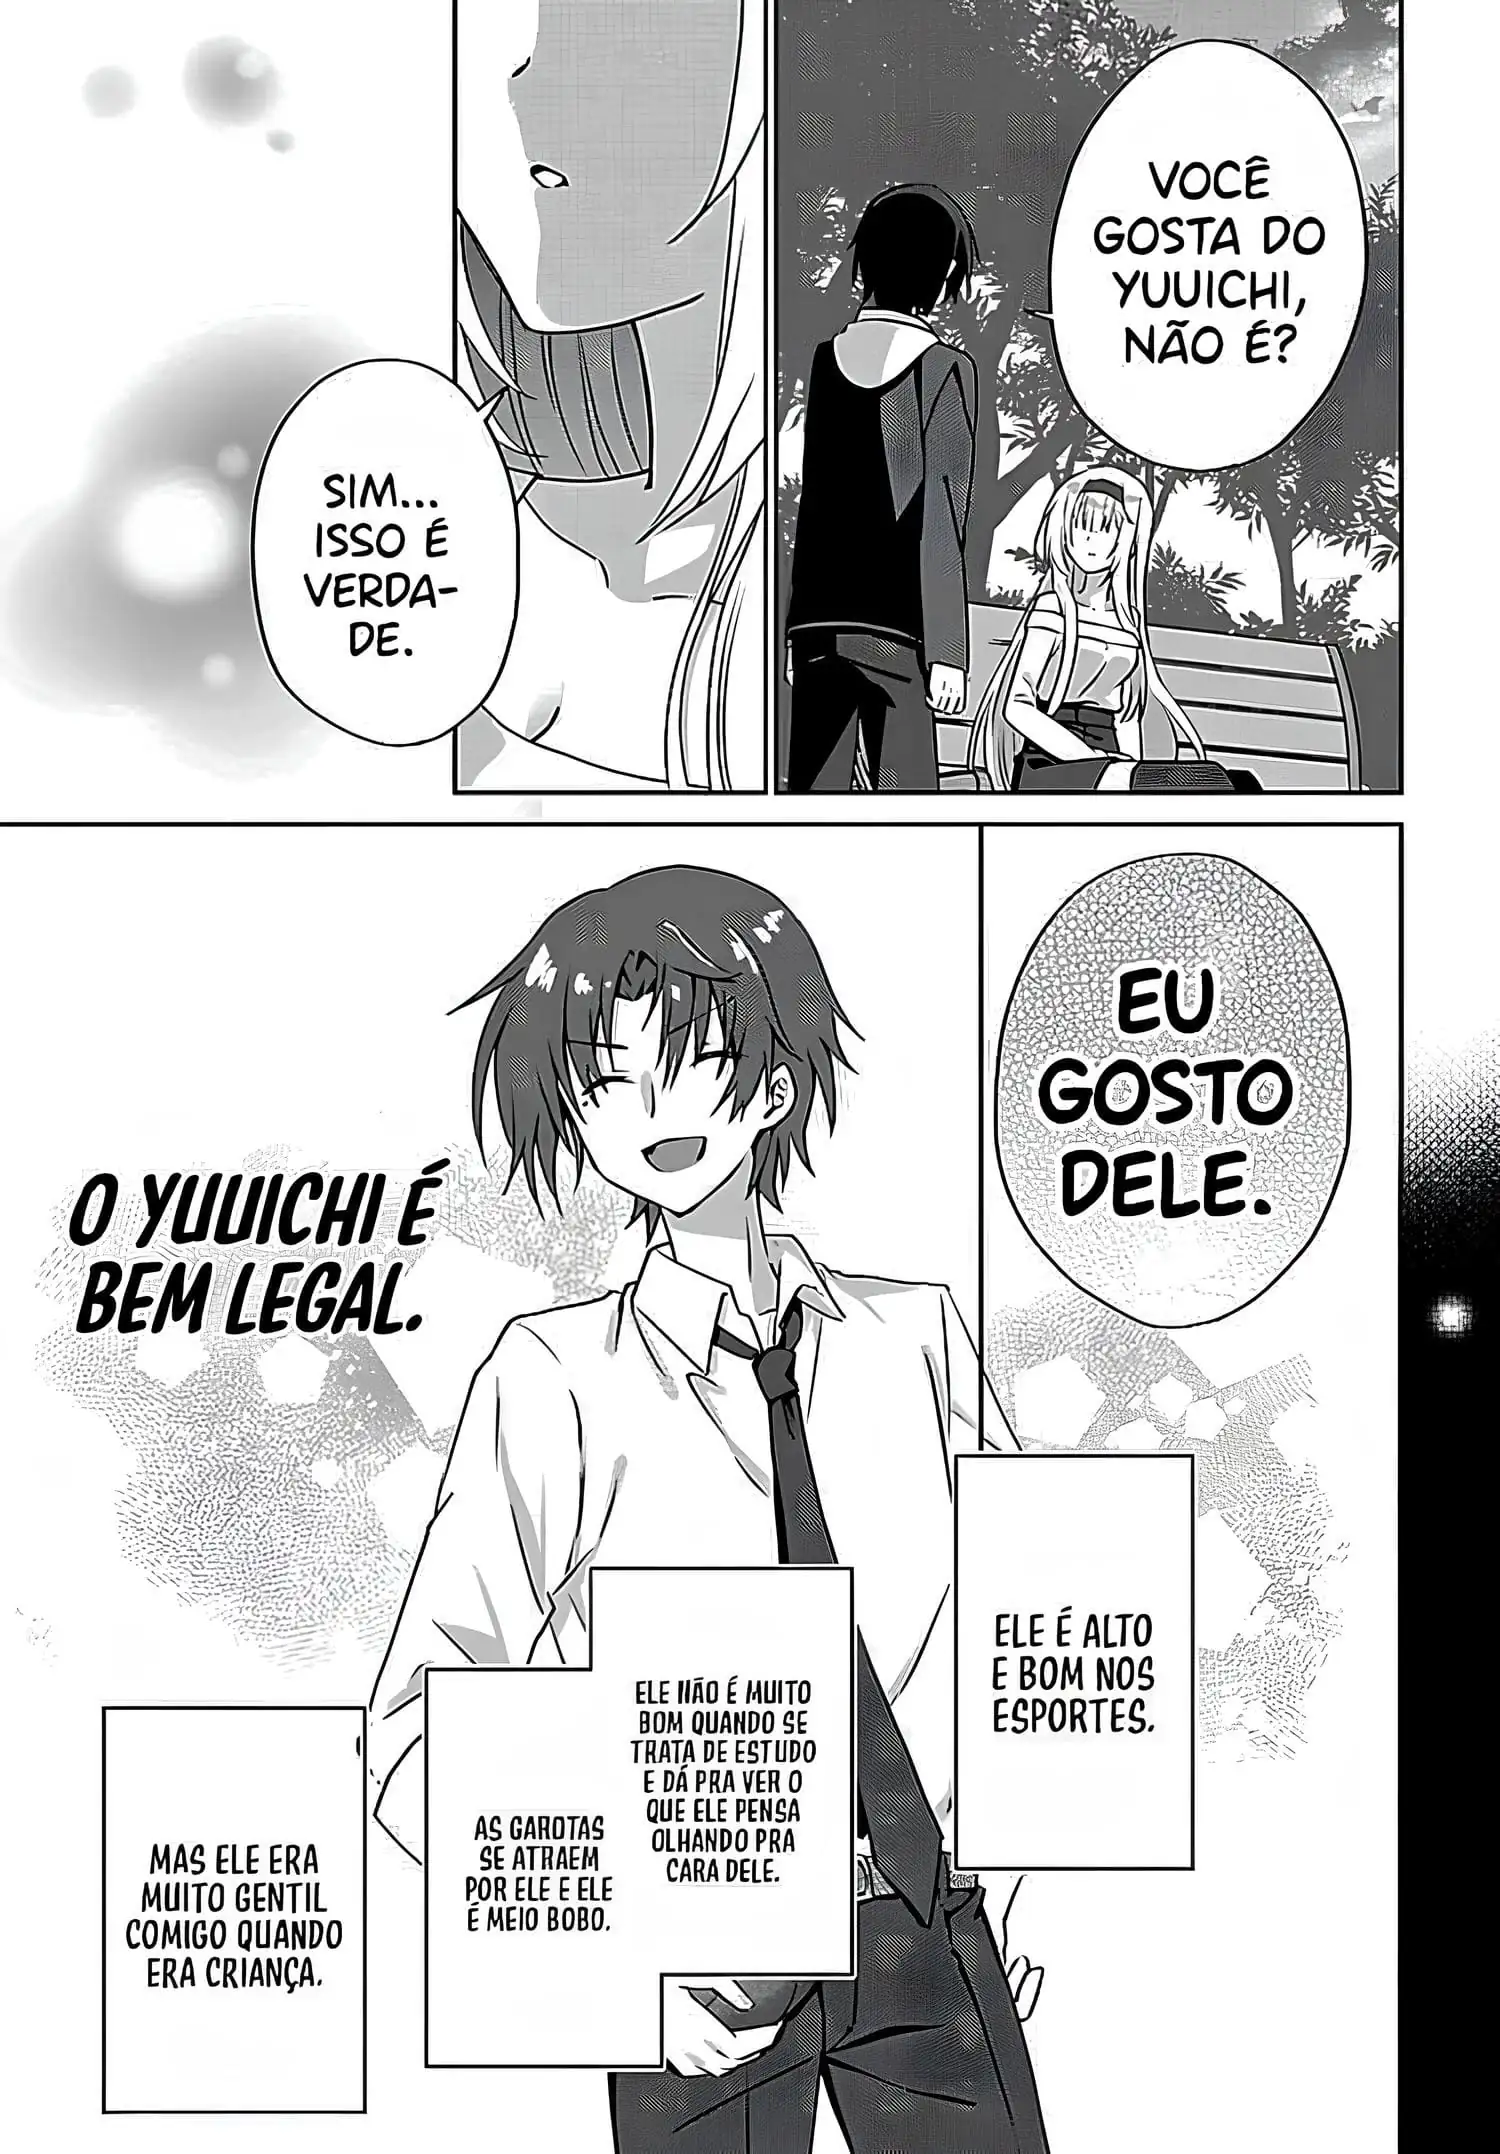 VOCÊ
GOSTA DO
YUUICHI,
NÃO É?
SIM...
ISSO É
VERDA-
DE.
EU
GOSTO
DELE.
O YUUICHI É
BEM LEGAL.
ELE É ALTO
E BOM NOS
ESPORTES.
ELE NÃO É MUITO
BOM QUANDO SE
TRATA DE ESTUDO
E DÁ PRA VER O
QUE ELE PENSA
OLHANDO PRA
CARA DELE.
AS GAROTAS
SE ATRAEM
POR ELE E ELE
É MEIO BOBO.
MAS ELE ERA
MUITO GENTIL
COMIGO QUANDO
ERA CRIANÇA.